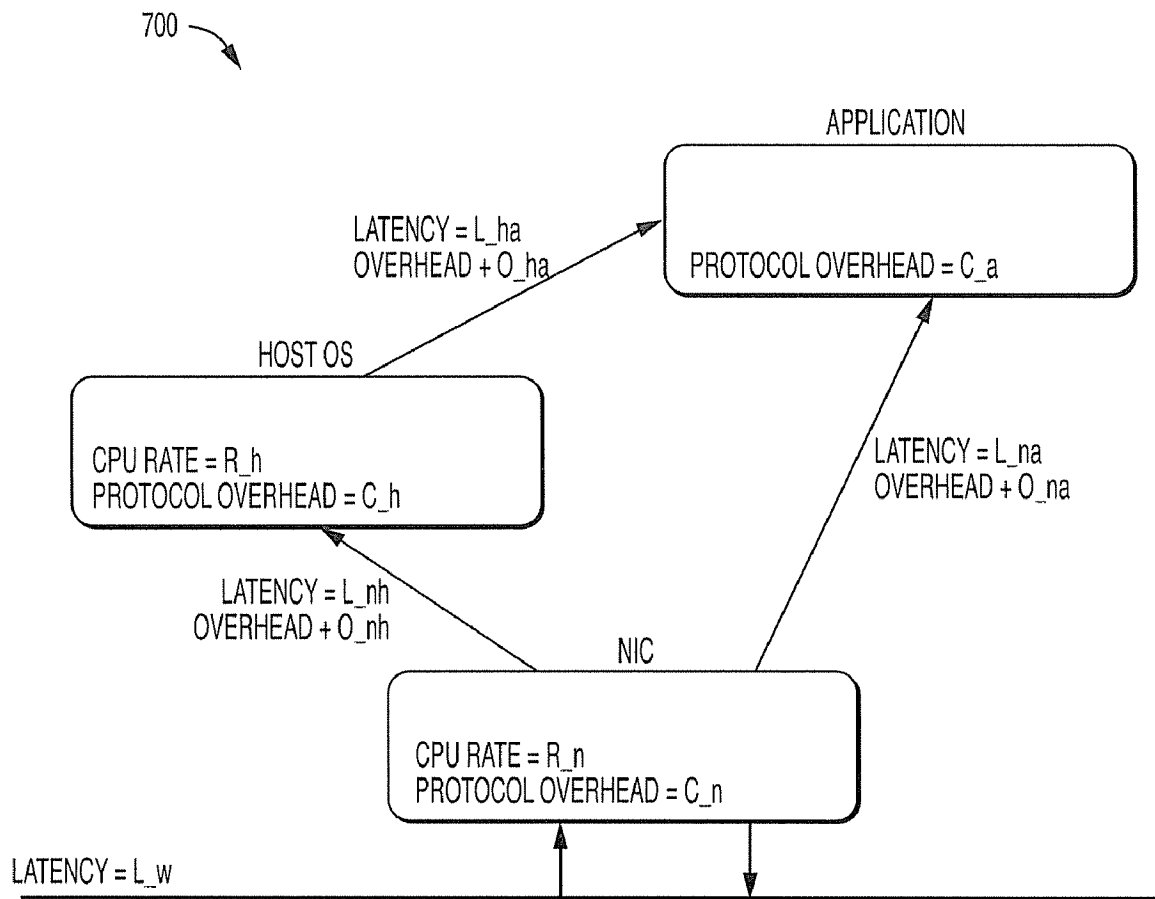 700
APPLICATION
PROTOCOL OVERHEAD = C_a
LATENCY = L_ha
OVERHEAD + O_ha
HOST OS
CPU RATE = R_h
PROTOCOL OVERHEAD = C_h
LATENCY = L_na
OVERHEAD + O_na
LATENCY = L_nh
OVERHEAD + O_nh
NIC
CPU RATE = R_n
PROTOCOL OVERHEAD = C_n
LATENCY = L_w